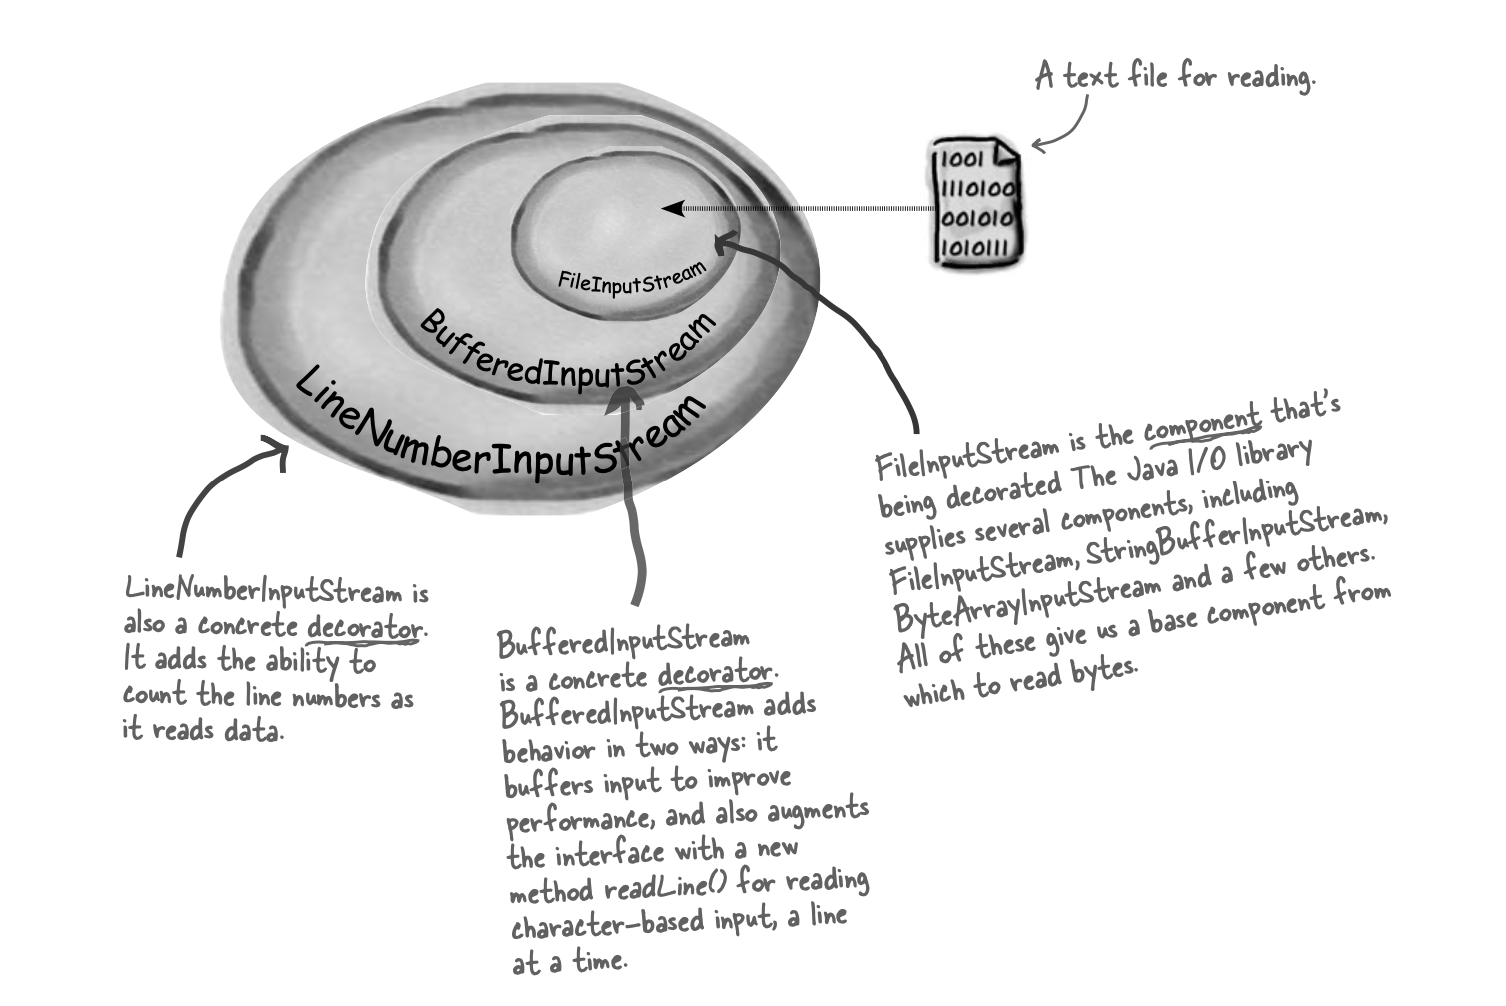 A text file for reading.
1001
1110100
001010
1010111
FileInputStream
BufferedInputStream
LineNumberInputStream
FileInputStream is the component that's
being decorated The Java I/O library
supplies several components, including
FileInputStream, StringBufferInputStream,
ByteArrayInputStream and a few others.
All of these give us a base component from
which to read bytes.
LineNumberInputStream is
also a concrete decorator.
It adds the ability to
count the line numbers as
it reads data.
BufferedInputStream
is a concrete decorator.
BufferedInputStream adds
behavior in two ways: it
buffers input to improve
performance, and also augments
the interface with a new
method readLine() for reading
character-based input, a line
at a time.